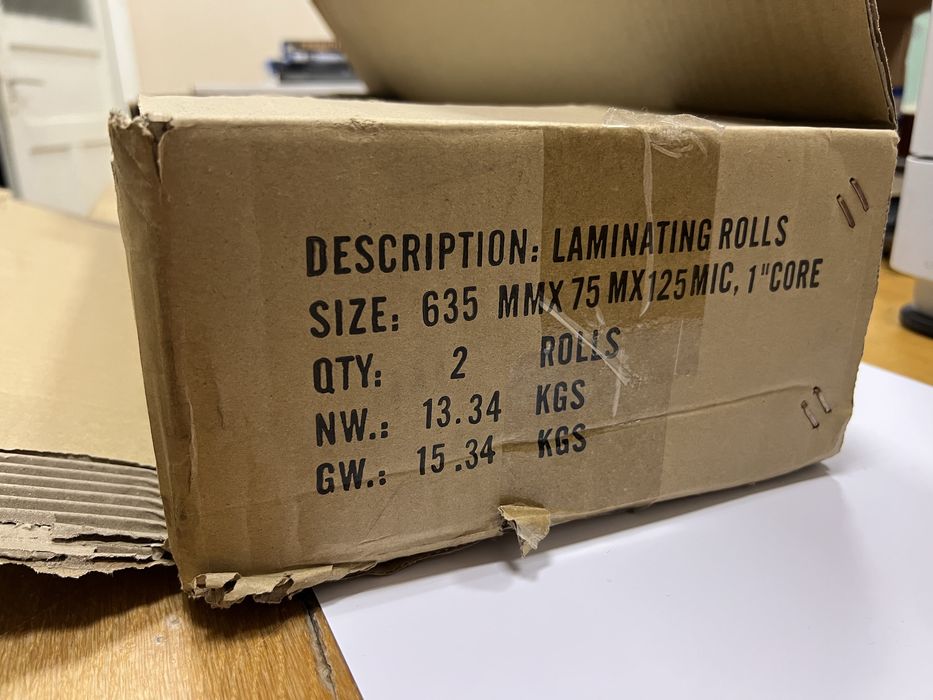 DESCRIPTION: LAMINATING ROLLS
SIZE: 635 MMX 75 MX125MIC, 1"CORE
QTY: 2 ROLLS
NW.: 13.34 KGS
GW.: 15.34 KGS